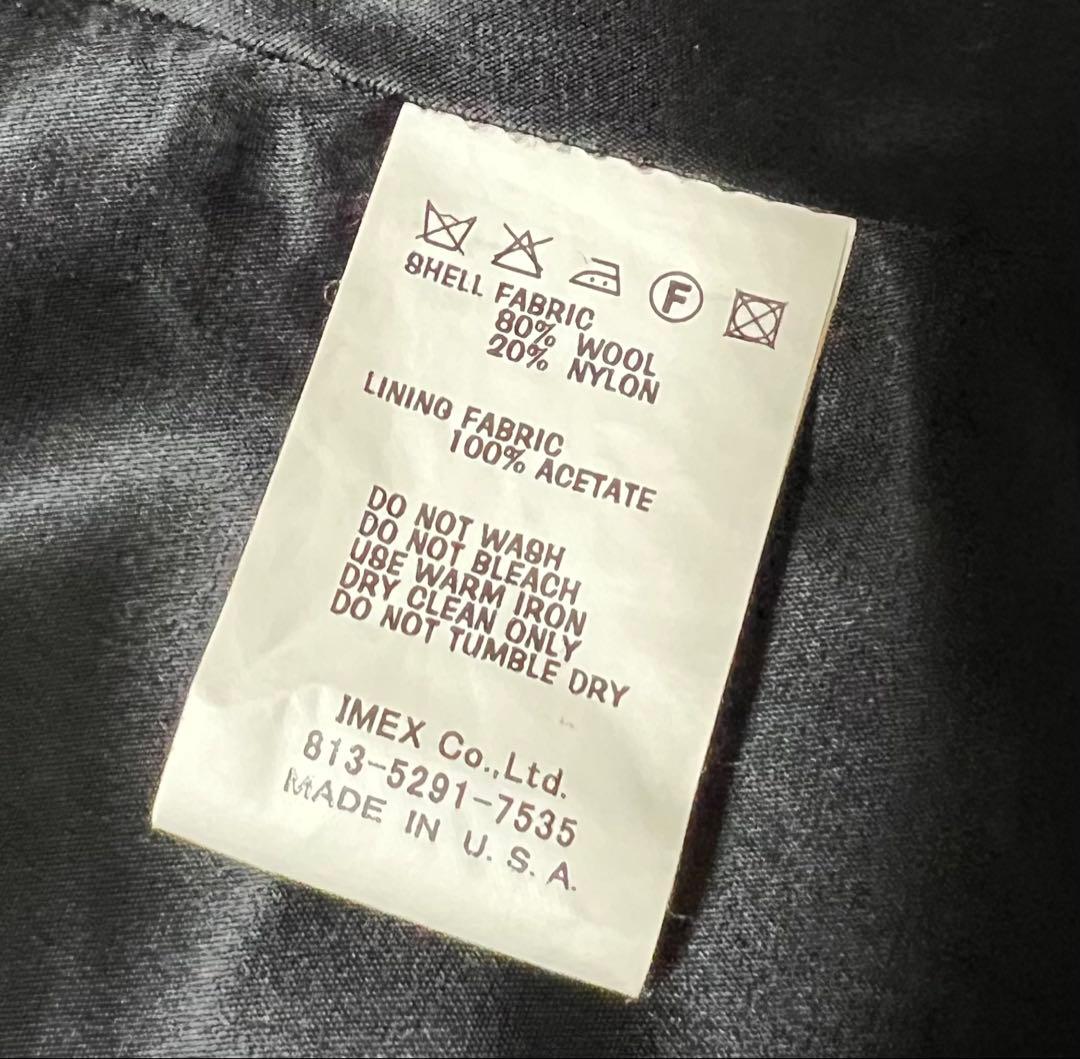 F
SHELL FABRIC
80% WOOL
20% NYLON
LINING FABRIC
100% ACETATE
DO NOT WASH
DO NOT BLEACH
USE WARM IRON
DRY CLEAN ONLY
DO NOT TUMBLE DRY
IMEX Co.,Ltd.
813-5291-7535
MADE IN U.S.A.